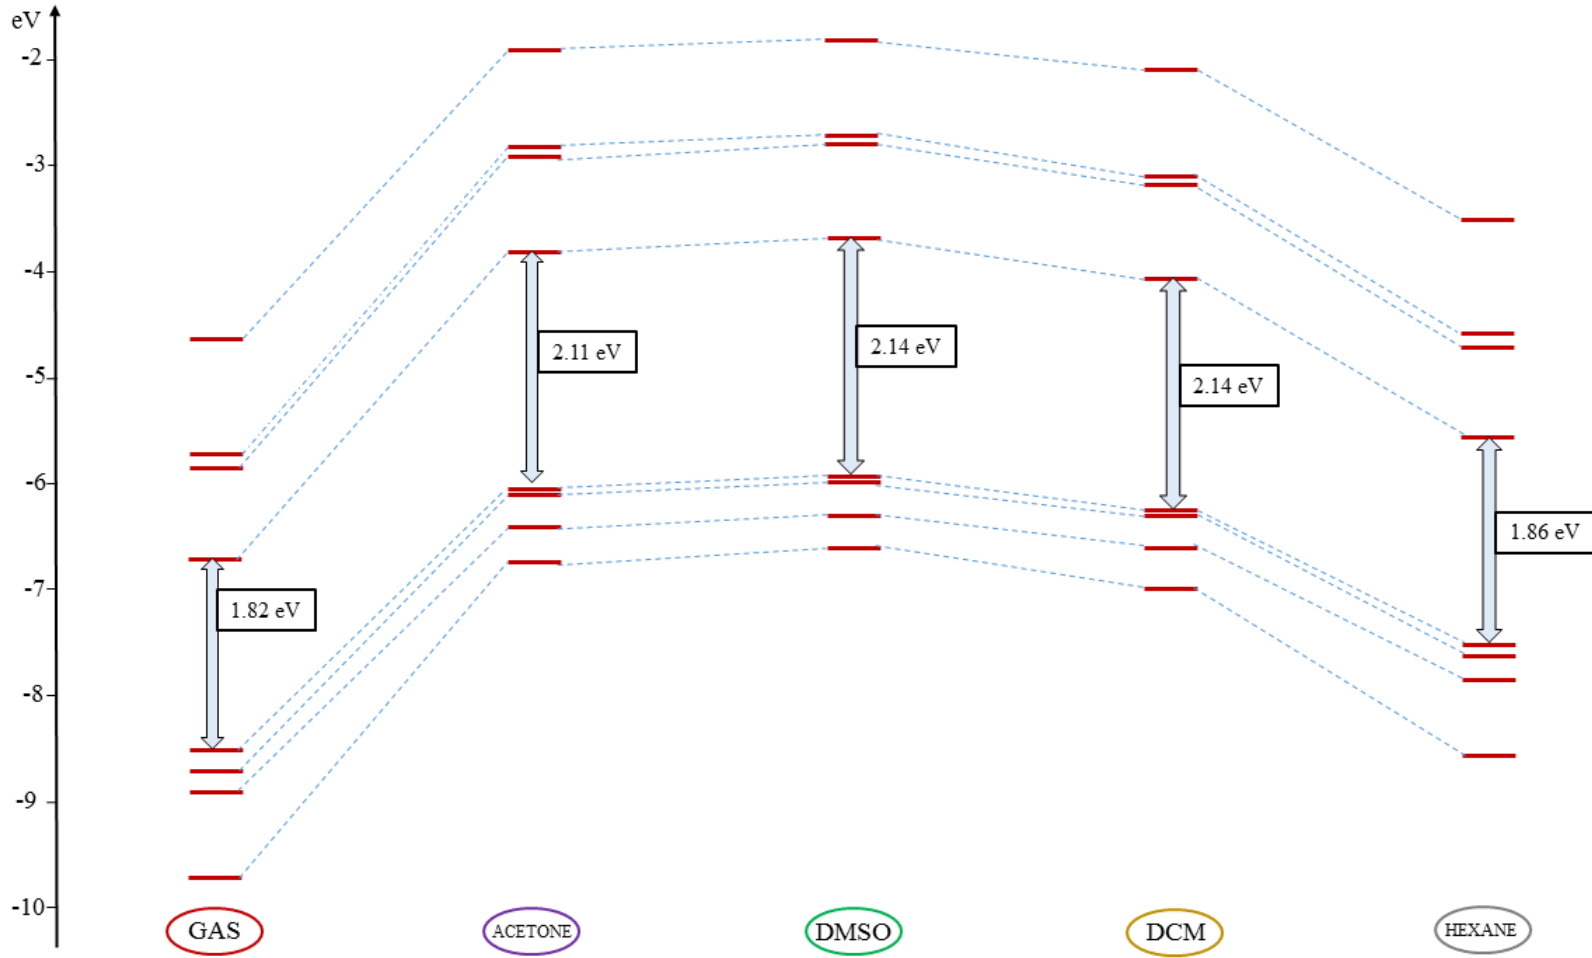 eV
-2
-3
-4
-5
-6
-7
-8
-9
-10
2.11 eV
2.14 eV
2.14 eV
1.86 eV
1.82 eV
GAS
ACETONE
DMSO
DCM
HEXANE